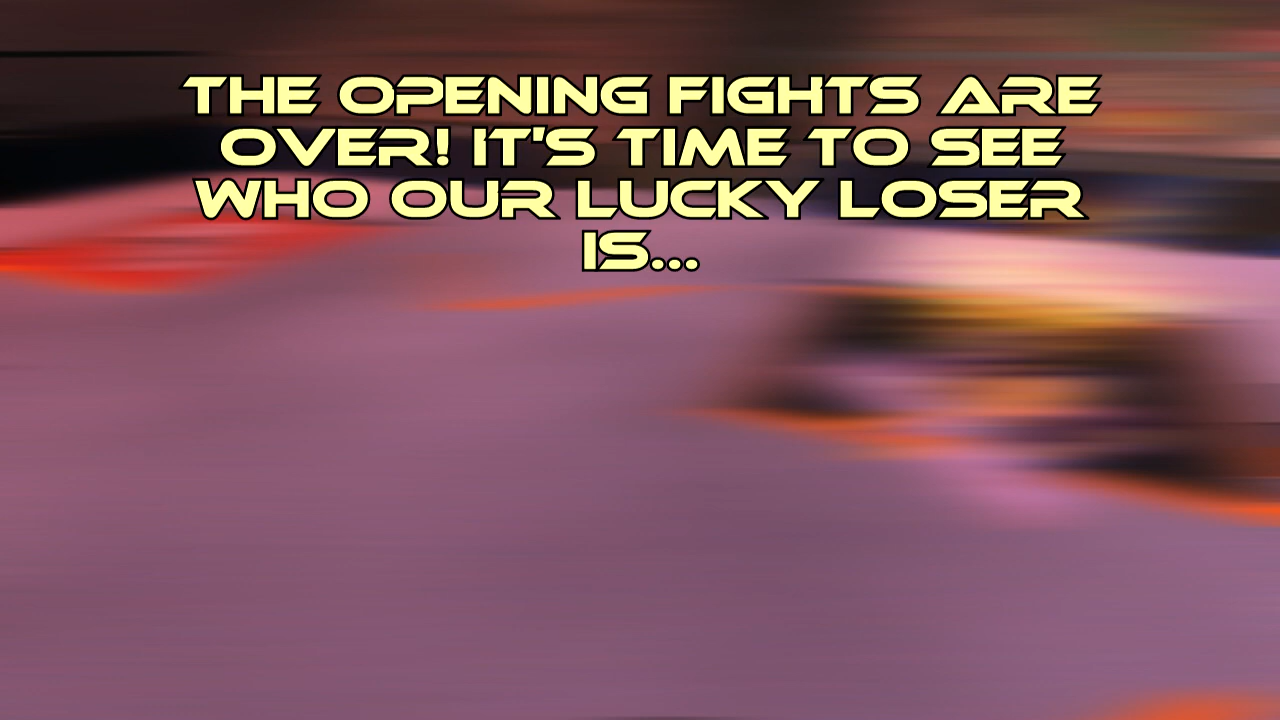 THE OPENING FIGHTS ARE
OVER! IT'S TIME TO SEE
WHO OUR LUCKY LOSER
IS...